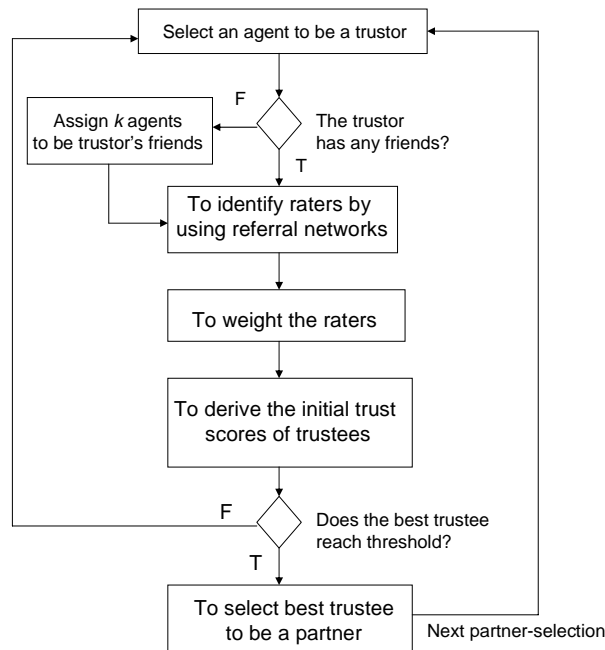 Select an agent to be a trustor
F
Assign k agents
to be trustor's friends
The trustor
has any friends?
T
To identify raters by
using referral networks
To weight the raters
To derive the initial trust
scores of trustees
F
Does the best trustee
reach threshold?
T
To select best trustee
to be a partner
Next partner-selection